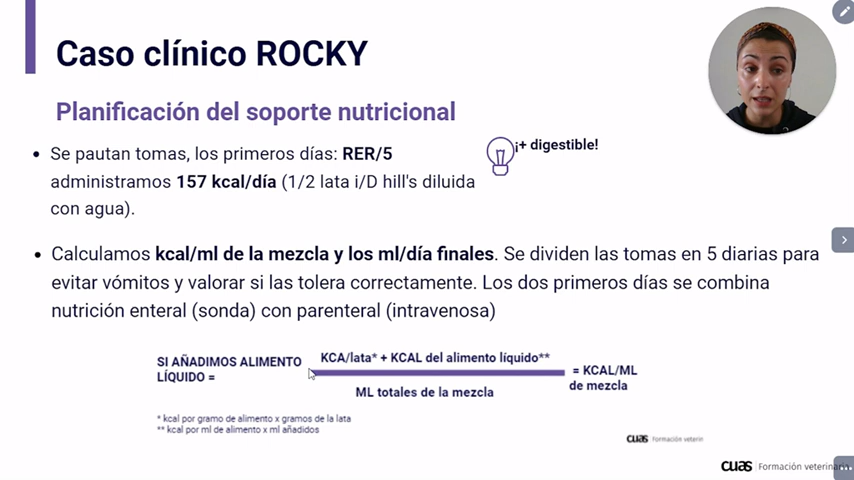 Caso clínico ROCKY
Planificación del soporte nutricional
• Se pautan tomas, los primeros días: RER/5
administramos 157 kcal/día (1/2 lata i/D hill's diluida
con agua).
¡+ digestible!
• Calculamos kcal/ml de la mezcla y los ml/día finales. Se dividen las tomas en 5 diarias para
evitar vómitos y valorar si las tolera correctamente. Los dos primeros días se combina
nutrición enteral (sonda) con parenteral (intravenosa)
SI AÑADIMOS ALIMENTO
LÍQUIDO =
KCA/lata* + KCAL del alimento líquido**
ML totales de la mezcla
= KCAL/ML
de mezcla
* kcal por gramo de alimento x gramos de la lata
** kcal por ml de alimento x ml añadidos
cuas Formación veterin
cuas Formación veterinaria